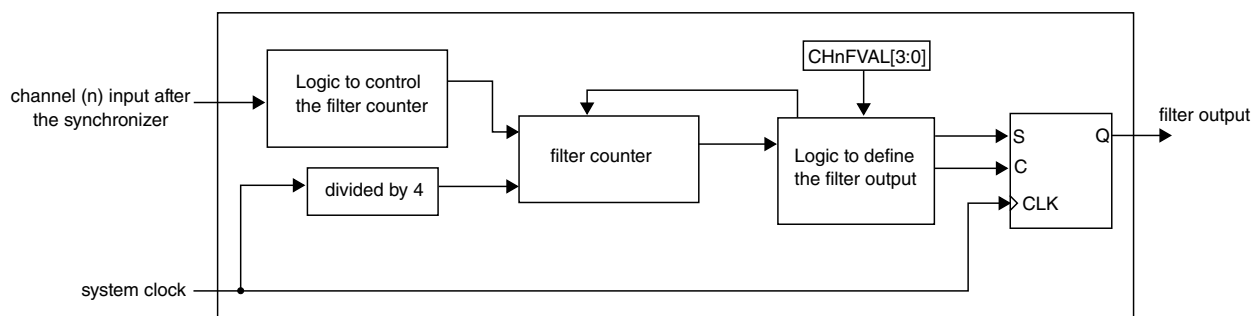 channel (n) input after
the synchronizer
Logic to control
the filter counter
divided by 4
filter counter
CHnFVAL[3:0]
Logic to define
the filter output
S
C
CLK
Q
filter output
system clock